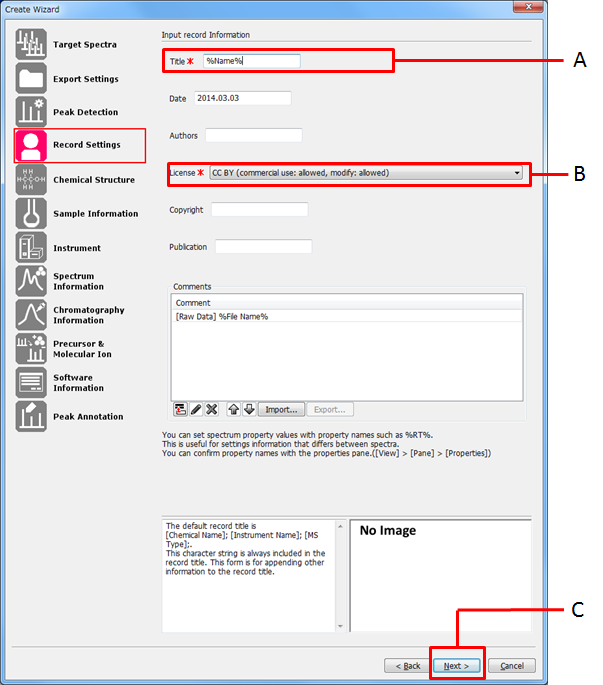 Create Wizard
Target Spectra
Export Settings
Peak Detection
Record Settings
Chemical Structure
Sample Information
Instrument
Spectrum
Information
Chromatography
Information
Precursor &
Molecular Ion
Software
Information
Peak Annotation
HH
HCCOH
HH
Input record Information
Title * %Name%
A
Date 2014.03.03
Authors
License * CC BY (commercial use: allowed, modify: allowed)
B
Copyright
Publication
Comments
Comment
[Raw Data] %File Name%
Import... Export...
You can set spectrum property values with property names such as %RT%.
This is useful for settings information that differs between spectra.
You can confirm property names with the properties pane.([View] > [Pane] > [Properties])
The default record title is
[Chemical Name]; [Instrument Name]; [MS
Type];.
This character string is always included in the
record title. This form is for appending other
information to the record title.
No Image
C
< Back Next > Cancel